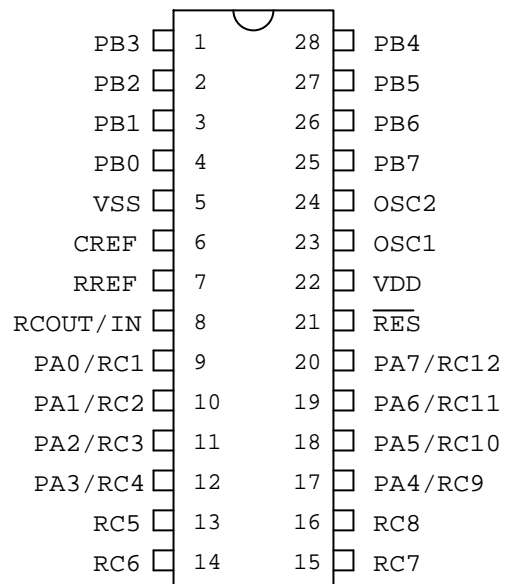 PB3 1 28 PB4
PB2 2 27 PB5
PB1 3 26 PB6
PB0 4 25 PB7
VSS 5 24 OSC2
CREF 6 23 OSC1
RREF 7 22 VDD
RCOUT/IN 8 21 RES
PA0/RC1 9 20 PA7/RC12
PA1/RC2 10 19 PA6/RC11
PA2/RC3 11 18 PA5/RC10
PA3/RC4 12 17 PA4/RC9
RC5 13 16 RC8
RC6 14 15 RC7